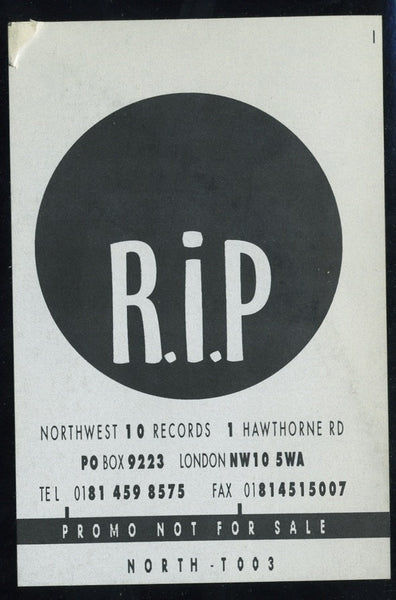 R.i.P
NORTHWEST 10 RECORDS 1 HAWTHORNE RD
PO BOX 9223 LONDON NW10 5WA
TEL 0181 459 8575 FAX 01814515007
PROMO NOT FOR SALE
NORTH - T003